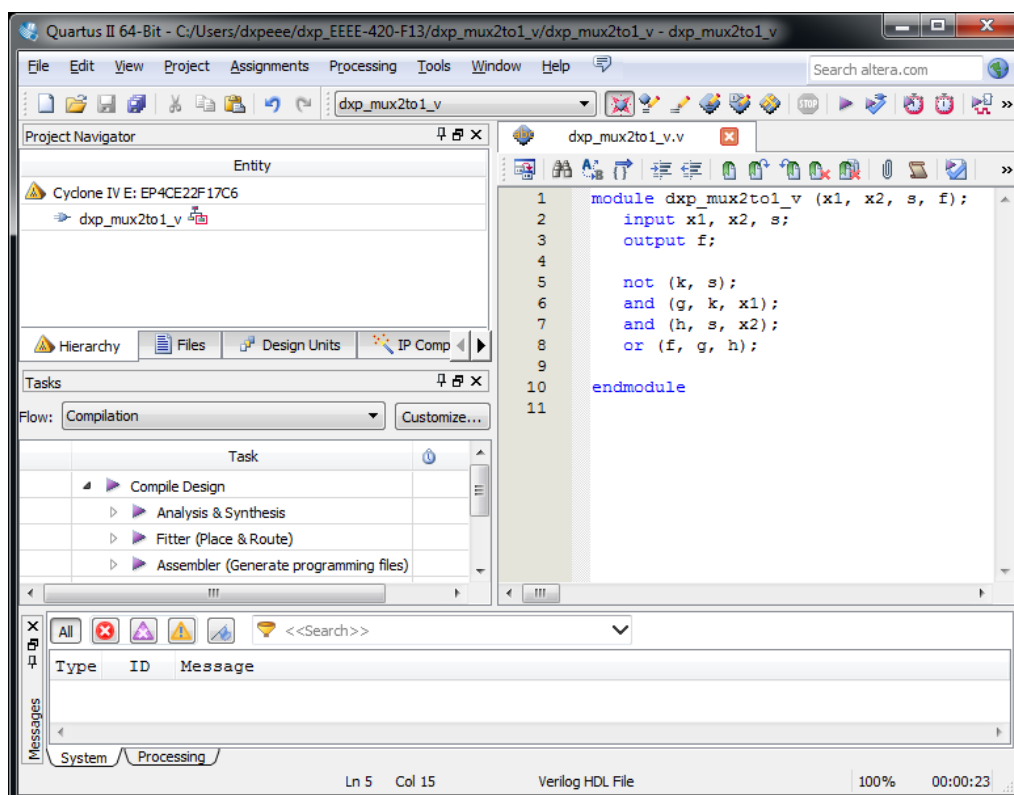 Quartus II 64-Bit - C:/Users/dxpeee/dxp_EEEE-420-F13/dxp_mux2to1_v/dxp_mux2to1_v - dxp_mux2to1_v
File Edit View Project Assignments Processing Tools Window Help
Search altera.com
dxp_mux2to1_v
STOP
»
Project Navigator
Entity
Cyclone IV E: EP4CE22F17C6
dxp_mux2to1_v
Hierarchy Files Design Units IP Comp
Tasks
Flow: Compilation Customize...
Task
Compile Design
Analysis & Synthesis
Fitter (Place & Route)
Assembler (Generate programming files)
abc dxp_mux2to1_v.v
»
1 module dxp_mux2to1_v (x1, x2, s, f);
2 input x1, x2, s;
3 output f;
4
5 not (k, s);
6 and (g, k, x1);
7 and (h, s, x2);
8 or (f, g, h);
9
10 endmodule
11
All <<Search>>
Type ID Message
Messages
System Processing
Ln 5 Col 15 Verilog HDL File 100% 00:00:23